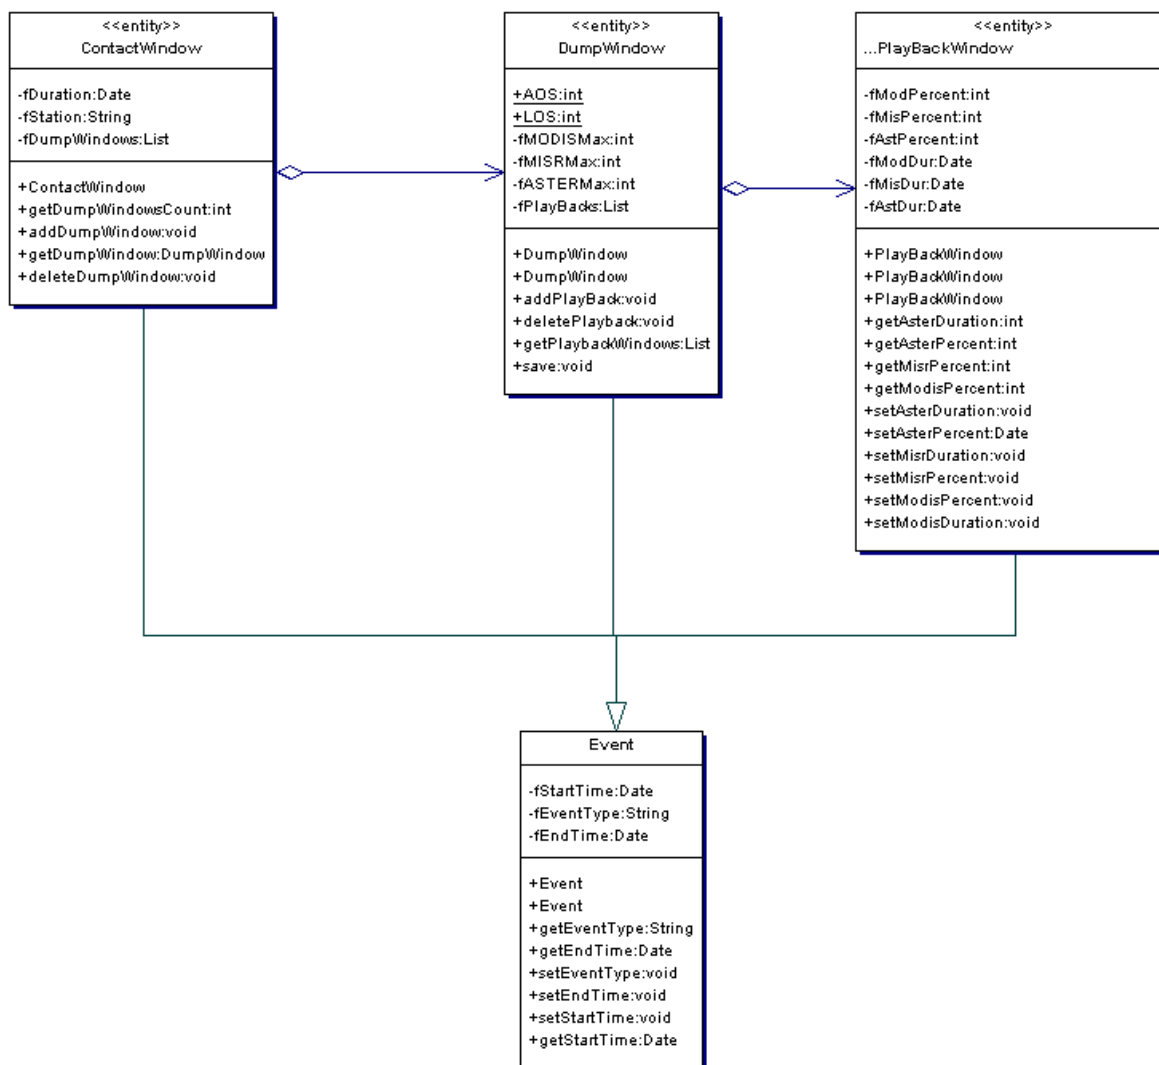 <<entity>>
ContactWindow
-fDuration:Date
-fStation:String
-fDumpWindows:List
+ContactWindow
+getDumpWindowsCount:int
+addDumpWindow:void
+getDumpWindow:DumpWindow
+deleteDumpWindow:void
<<entity>>
DumpWindow
+AOS:int
+LOS:int
-fMODISMax:int
-fMISRMax:int
-fASTERMax:int
-fPlayBacks:List
+DumpWindow
+DumpWindow
+addPlayBack:void
+deletePlayback:void
+getPlaybackWindows:List
+save:void
<<entity>>
...PlayBackWindow
-fModPercent:int
-fMisPercent:int
-fAstPercent:int
-fModDur:Date
-fMisDur:Date
-fAstDur:Date
+PlayBackWindow
+PlayBackWindow
+PlayBackWindow
+getAsterDuration:int
+getAsterPercent:int
+getMisrPercent:int
+getModisPercent:int
+setAsterDuration:void
+setAsterPercent:Date
+setMisrDuration:void
+setMisrPercent:void
+setModisPercent:void
+setModisDuration:void
Event
-fStartTime:Date
-fEventType:String
-fEndTime:Date
+Event
+Event
+getEventType:String
+getEndTime:Date
+setEventType:void
+setEndTime:void
+setStartTime:void
+getStartTime:Date